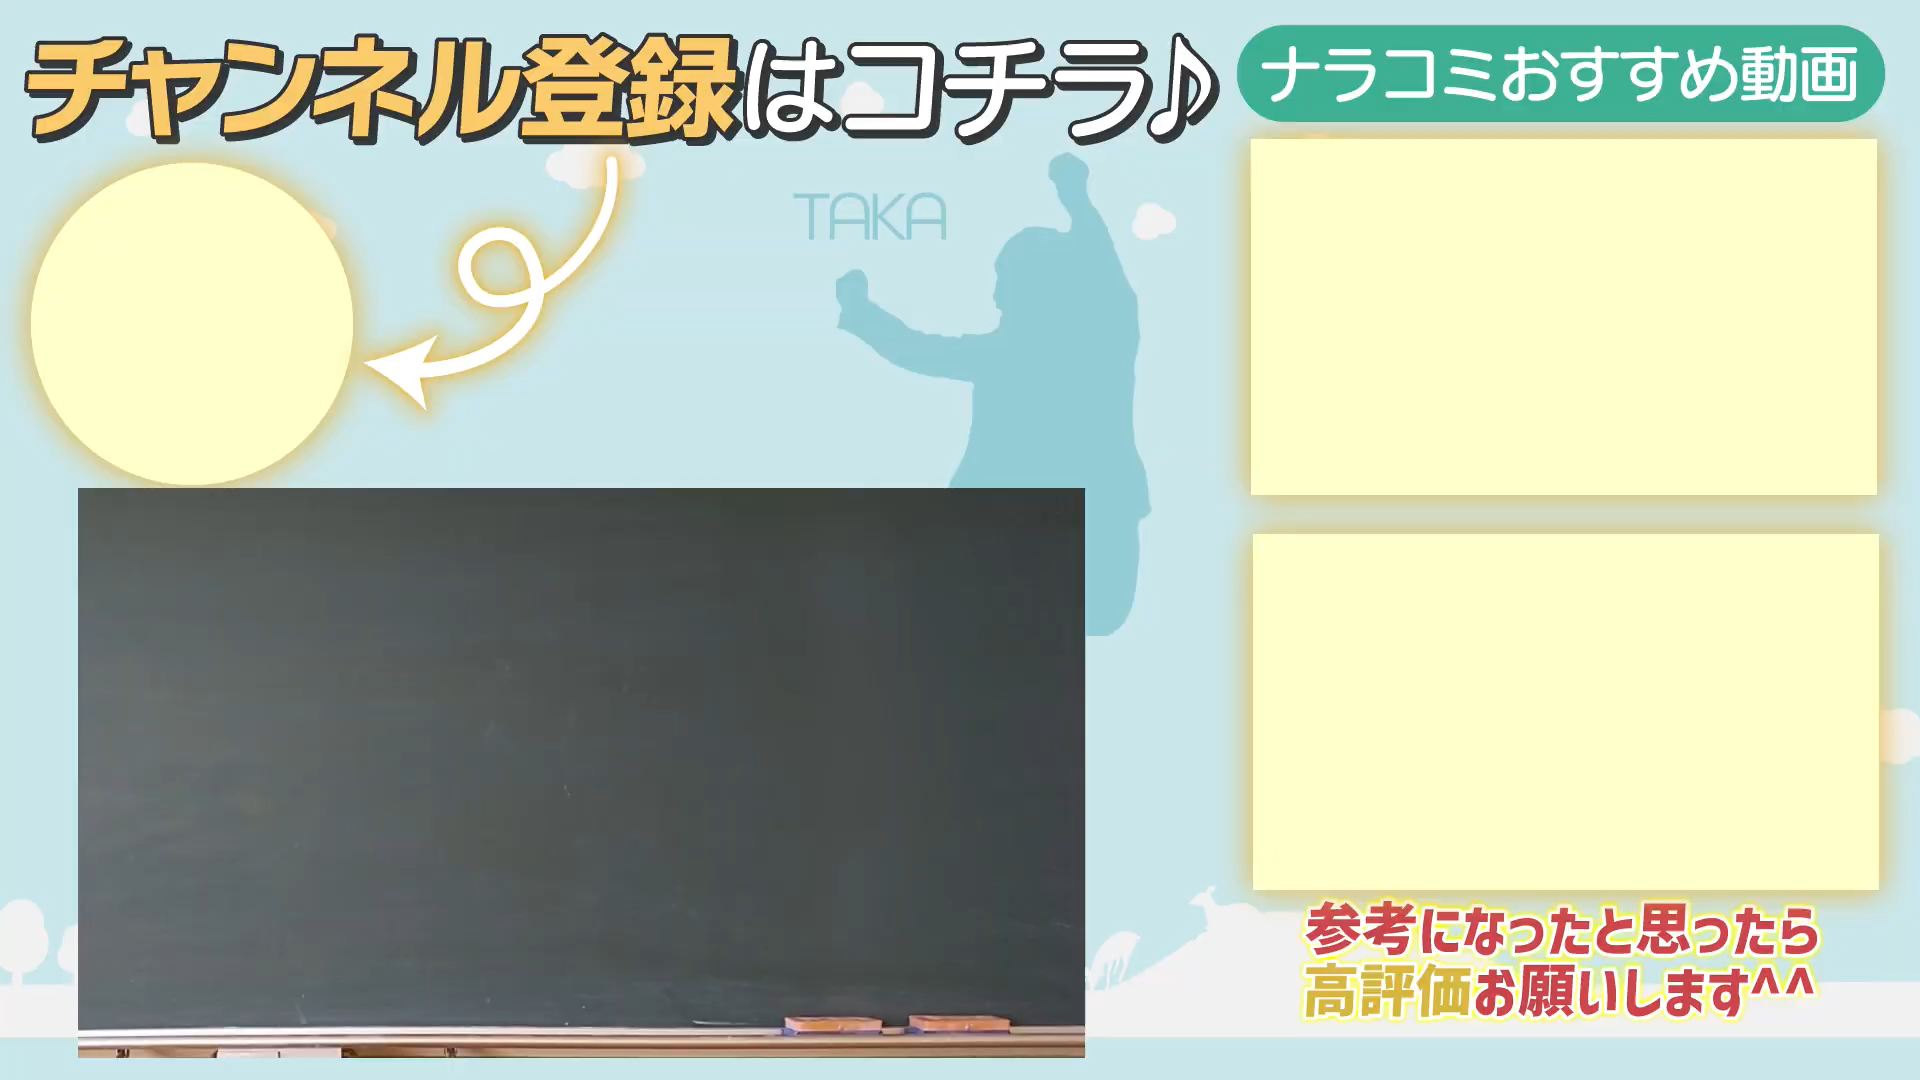 チャンネル登録はコチラ♪
ナラコミおすすめ動画
TAKA
参考になったと思ったら
高評価お願いします^^